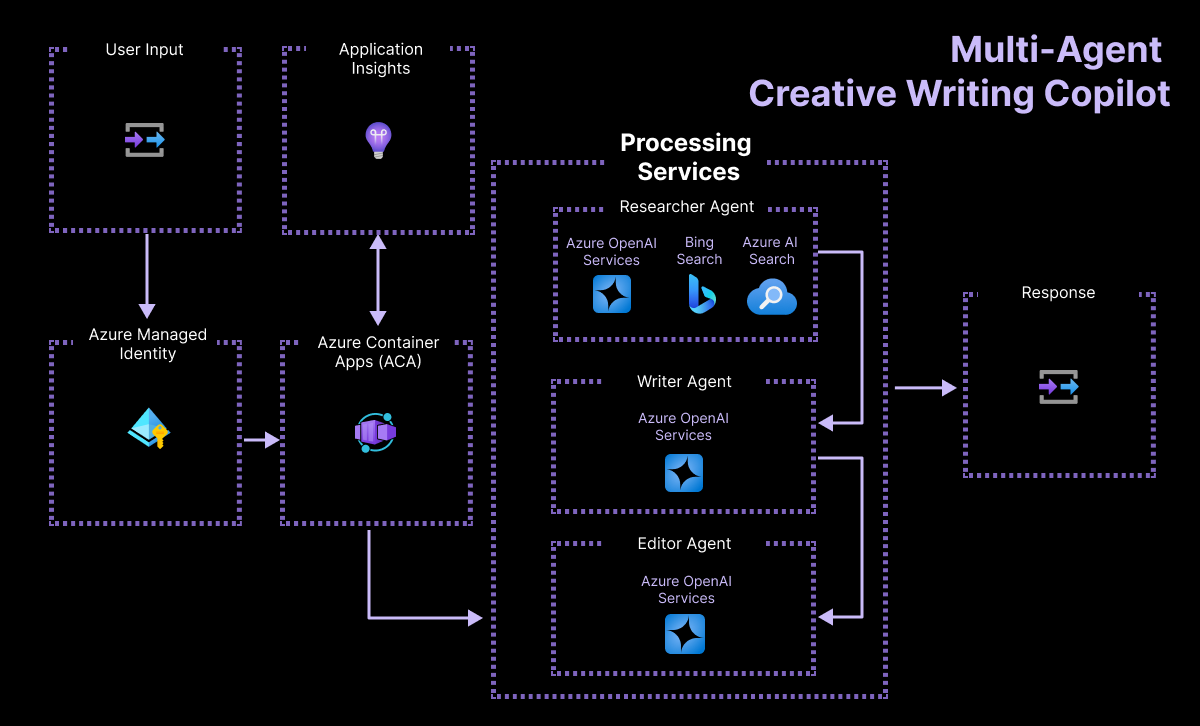 Multi-Agent
Creative Writing Copilot
User Input
Application
Insights
Azure Managed
Identity
Azure Container
Apps (ACA)
Processing
Services
Researcher Agent
Azure OpenAI
Services
Bing
Search
Azure AI
Search
Writer Agent
Azure OpenAI
Services
Editor Agent
Azure OpenAI
Services
Response